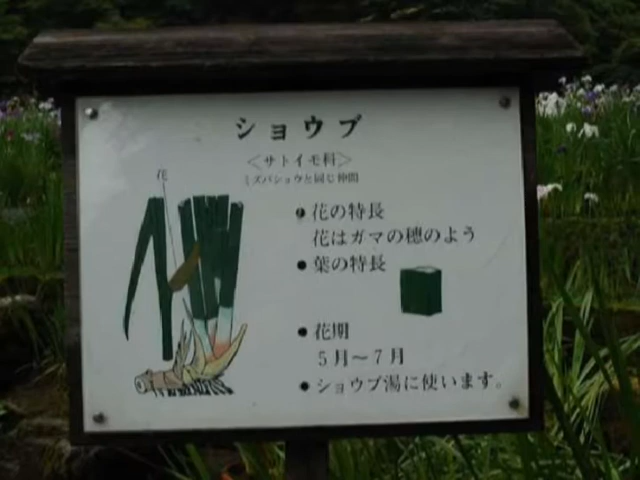 ショウブ
＜サトイモ科＞
ミズバショウと同じ仲間
花
●花の特長
花はガマの穂のよう
●葉の特長
●花期
５月～７月
●ショウブ湯に使います。